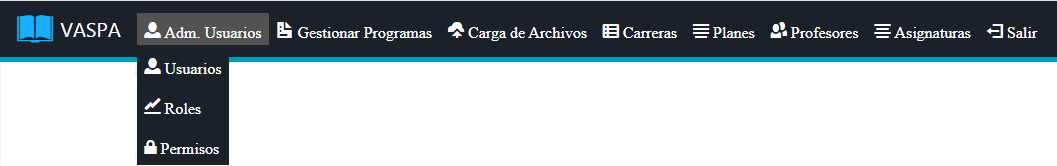 VASPA Adm. Usuarios Gestionar Programas Carga de Archivos Carreras Planes Profesores Asignaturas Salir
Usuarios
Roles
Permisos